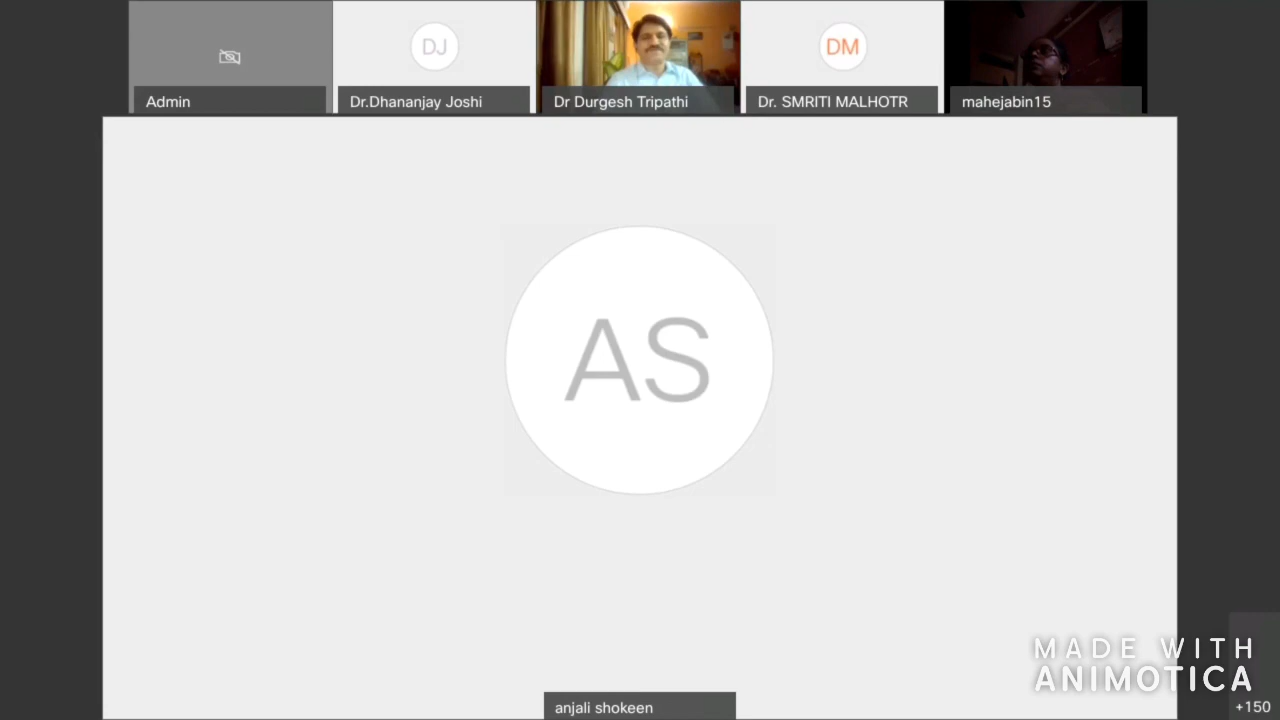 DJ
DM
Admin
Dr.Dhananjay Joshi
Dr Durgesh Tripathi
Dr. SMRITI MALHOTR
mahejabin15
AS
MADE WITH
ANIMOTICA
+150
anjali shokeen